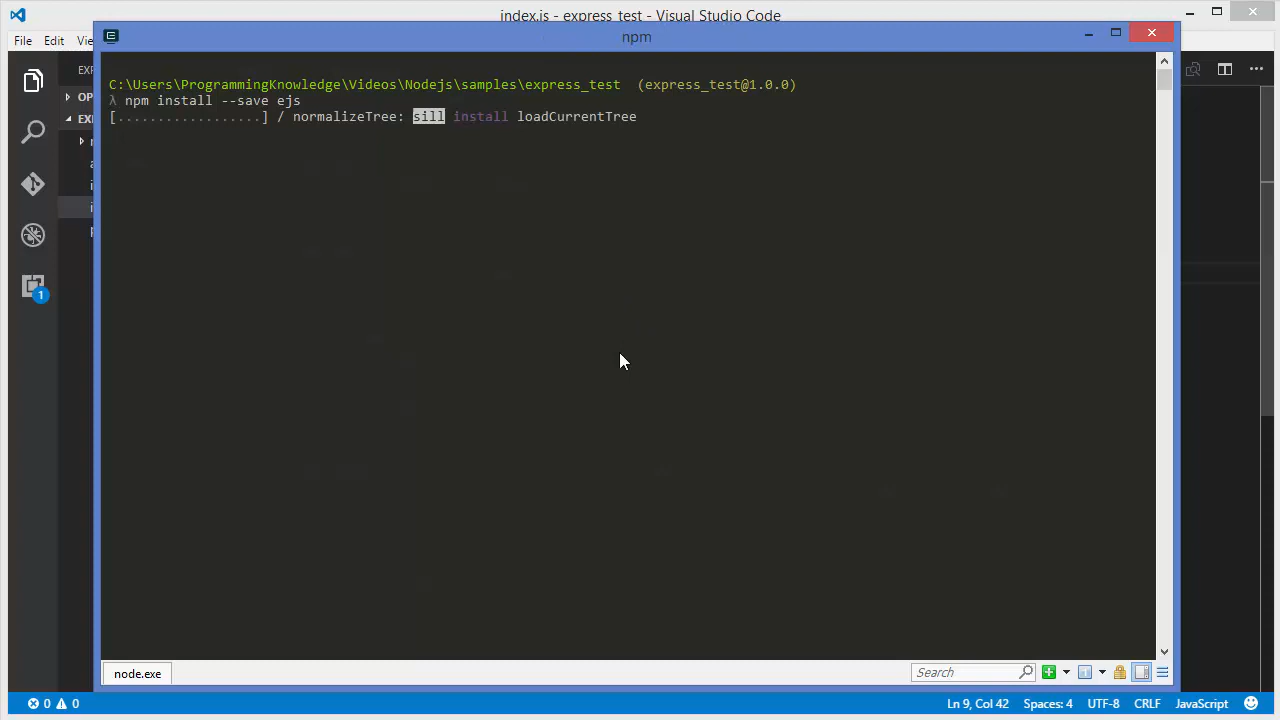 index.js - express_test - Visual Studio Code
File Edit
npm
C:\Users\ProgrammingKnowledge\Videos\Nodejs\samples\express_test (express_test@1.0.0)
λ npm install --save ejs
[..................] / normalizeTree: sill install loadCurrentTree
1
node.exe
Search
0 0
Ln 9, Col 42 Spaces: 4 UTF-8 CRLF JavaScript